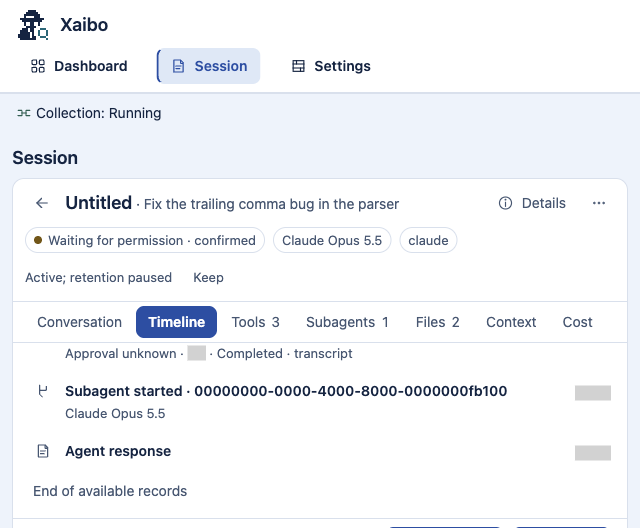 Xaibo
Dashboard Session Settings
Collection: Running
Session
Untitled · Fix the trailing comma bug in the parser Details
Waiting for permission · confirmed Claude Opus 5.5 claude
Active; retention paused Keep
Conversation Timeline Tools 3 Subagents 1 Files 2 Context Cost
Approval unknown · · Completed · transcript
Subagent started · 00000000-0000-4000-8000-0000000fb100
Claude Opus 5.5
Agent response
End of available records